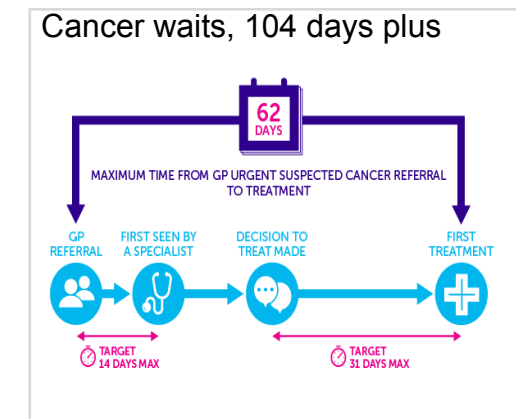 Cancer waits, 104 days plus
62
DAYS
MAXIMUM TIME FROM GP URGENT SUSPECTED CANCER REFERRAL
TO TREATMENT
GP
REFERRAL
FIRST SEEN BY
A SPECIALIST
DECISION TO
TREAT MADE
FIRST
TREATMENT
TARGET
14 DAYS MAX
TARGET
31 DAYS MAX